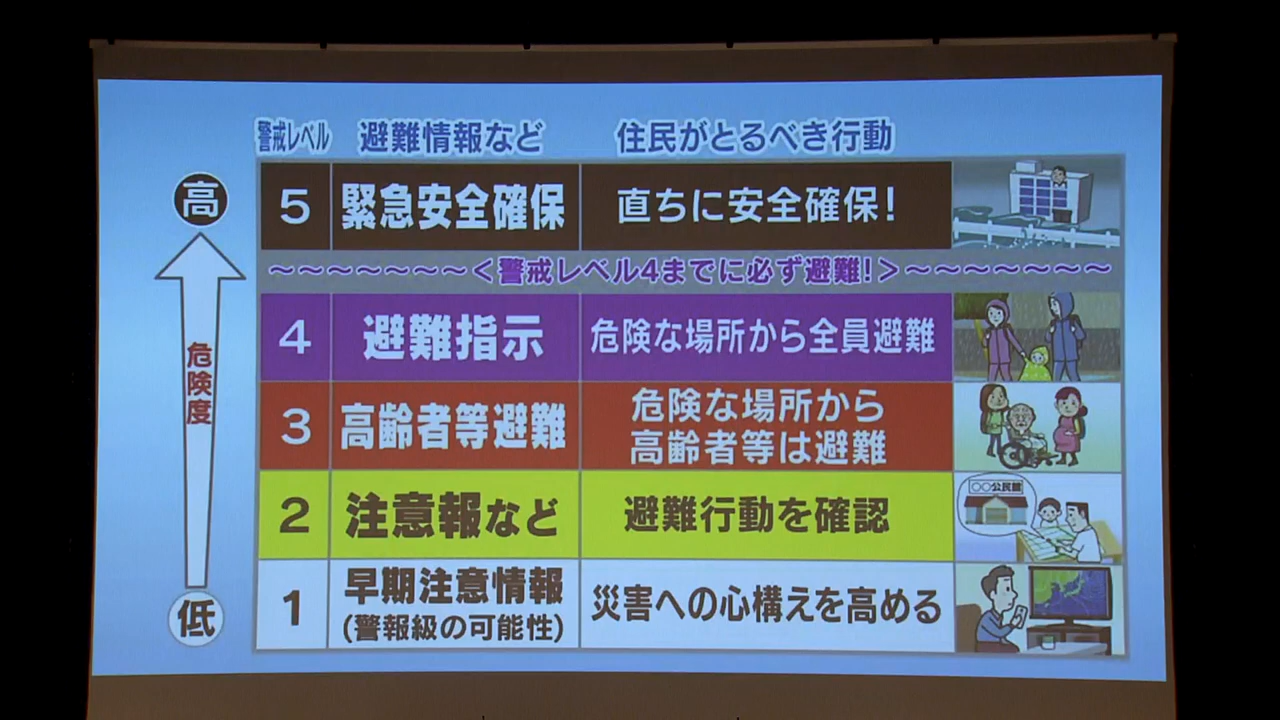 警戒レベル 避難情報など 住民がとるべき行動
高
5 緊急安全確保 直ちに安全確保!
~~~~~~~<警戒レベル4までに必ず避難!>~~~~~~~
4 避難指示 危険な場所から全員避難
危険度
3 高齢者等避難 危険な場所から
高齢者等は避難
○○公民館
2 注意報など 避難行動を確認
1 早期注意情報
(警報級の可能性) 災害への心構えを高める
低